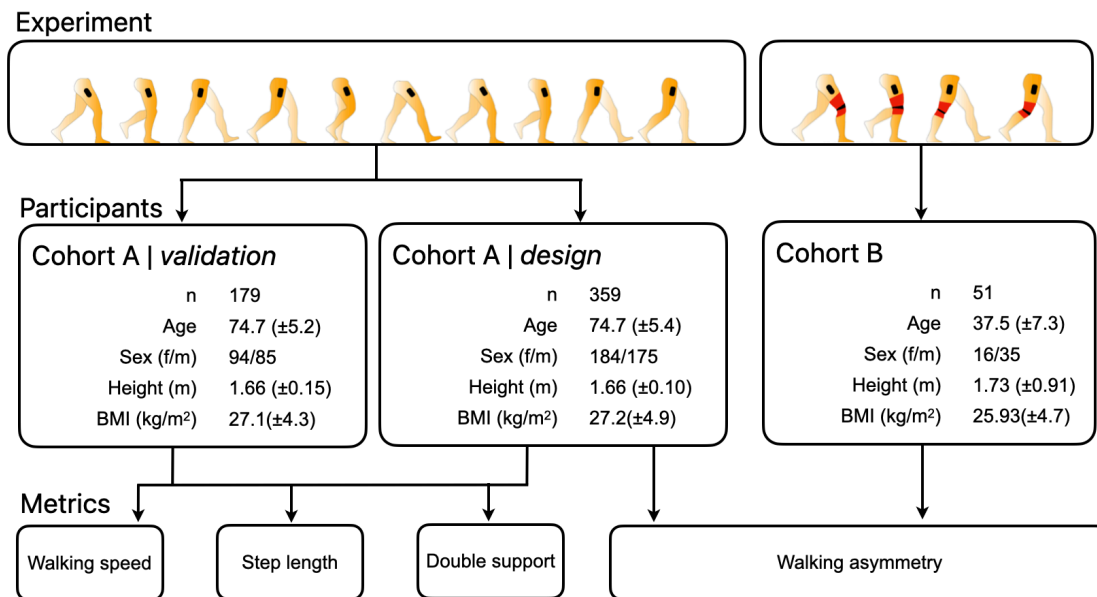 Experiment
Participants
Cohort A | validation
n 179
Age 74.7 (±5.2)
Sex (f/m) 94/85
Height (m) 1.66 (±0.15)
BMI (kg/m²) 27.1(±4.3)
Cohort A | design
n 359
Age 74.7 (±5.4)
Sex (f/m) 184/175
Height (m) 1.66 (±0.10)
BMI (kg/m²) 27.2(±4.9)
Cohort B
n 51
Age 37.5 (±7.3)
Sex (f/m) 16/35
Height (m) 1.73 (±0.91)
BMI (kg/m²) 25.93(±4.7)
Metrics
Walking speed
Step length
Double support
Walking asymmetry